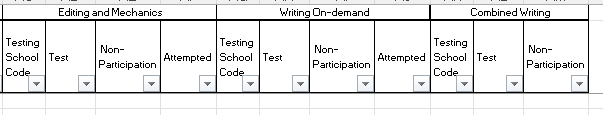 Editing and Mechanics Writing On-demand Combined Writing
Testing School Code Test Non-Participation Attempted Testing School Code Test Non-Participation Attempted Testing School Code Test Non-Participation